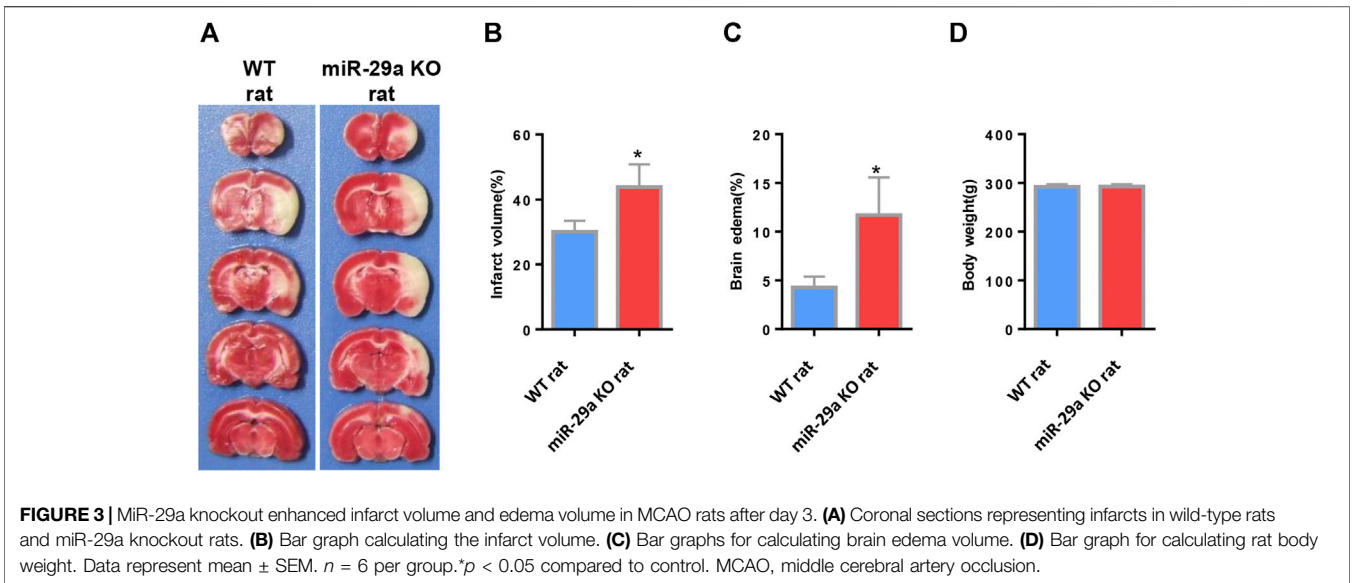 A
B
C
D
WT
rat
miR-29a KO
rat
Infarct volume(%)
60
40
20
0
*
WT rat
miR-29a KO rat
Brain edema(%)
20
15
10
5
0
*
WT rat
miR-29a KO rat
Body weight(g)
400
300
200
100
0
WT rat
miR-29a KO rat
FIGURE 3 | MiR-29a knockout enhanced infarct volume and edema volume in MCAO rats after day 3. (A) Coronal sections representing infarcts in wild-type rats
and miR-29a knockout rats. (B) Bar graph calculating the infarct volume. (C) Bar graphs for calculating brain edema volume. (D) Bar graph for calculating rat body
weight. Data represent mean ± SEM. n = 6 per group.*p < 0.05 compared to control. MCAO, middle cerebral artery occlusion.